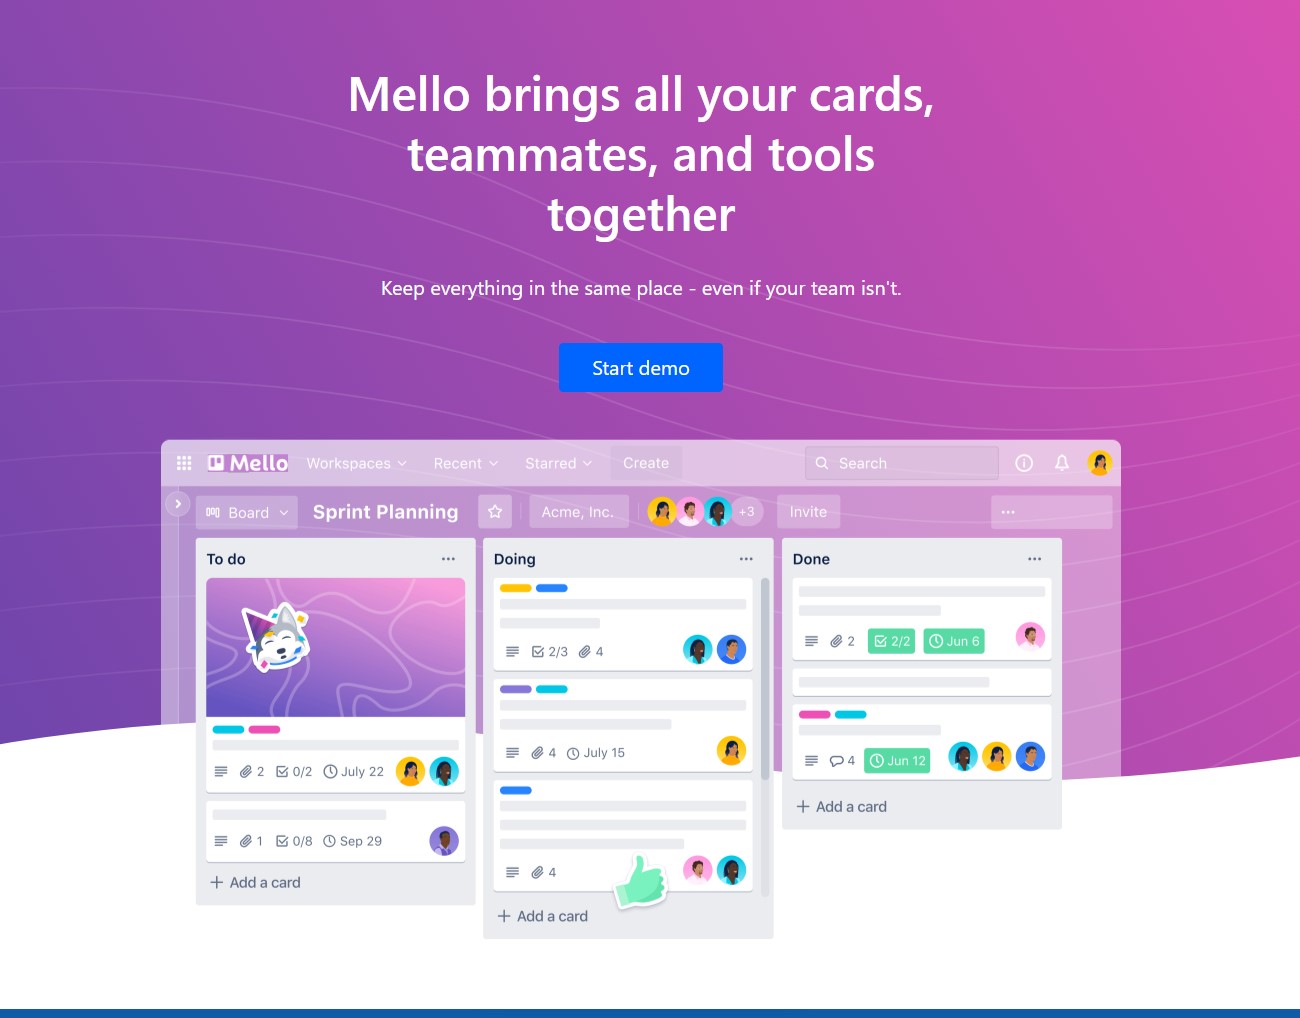 Mello brings all your cards,
teammates, and tools
together
Keep everything in the same place - even if your team isn't.
Start demo
Mello Workspaces Recent Starred Create Search
Board Sprint Planning Acme, Inc. +3 Invite
To do
2 0/2 July 22
1 0/8 Sep 29
+ Add a card
Doing
2/3 4
4 July 15
4
+ Add a card
Done
2 2/2 Jun 6
4 Jun 12
+ Add a card